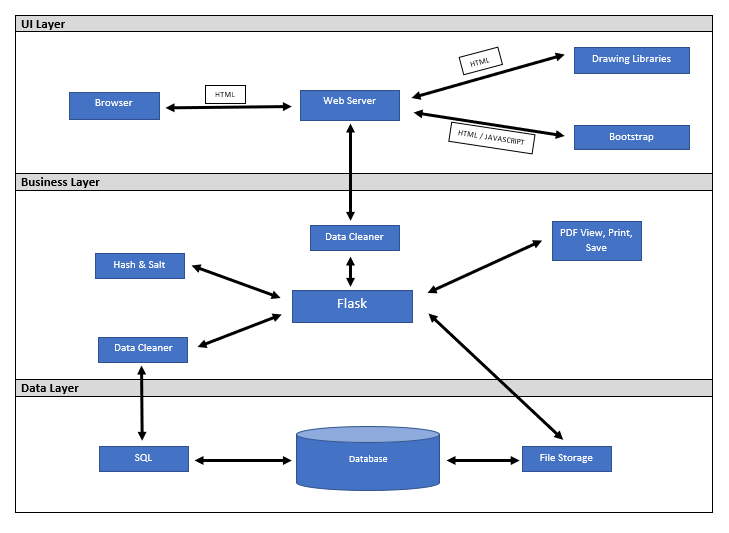 UI Layer
Drawing Libraries
HTML
Browser
HTML
Web Server
HTML / JAVASCRIPT
Bootstrap
Business Layer
Data Cleaner
PDF View, Print,
Save
Hash & Salt
Flask
Data Cleaner
Data Layer
SQL
Database
File Storage